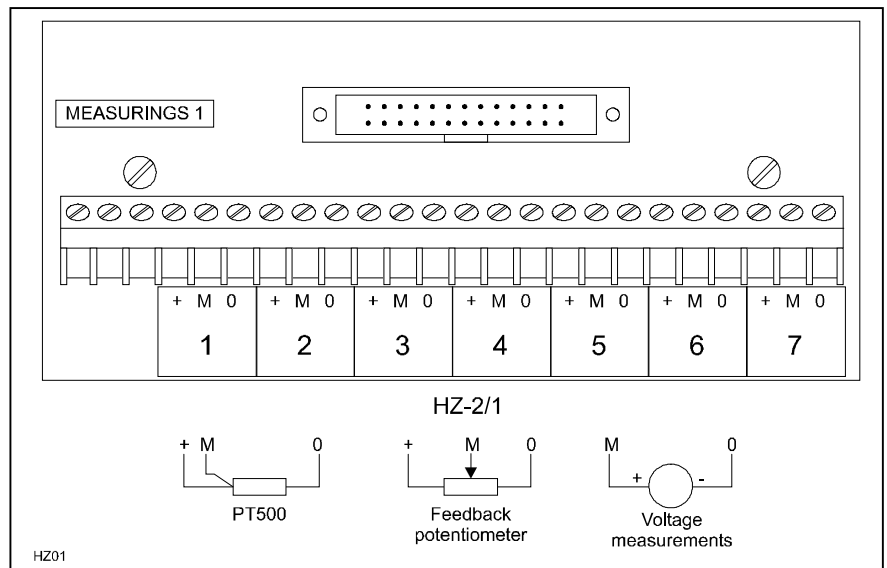 MEASURINGS 1
+ M 0 + M 0 + M 0 + M 0 + M 0 + M 0 + M 0
1 2 3 4 5 6 7
HZ-2/1
+ M 0 + M 0 M 0
+ -
PT500
Feedback
potentiometer
Voltage
measurements
HZ01